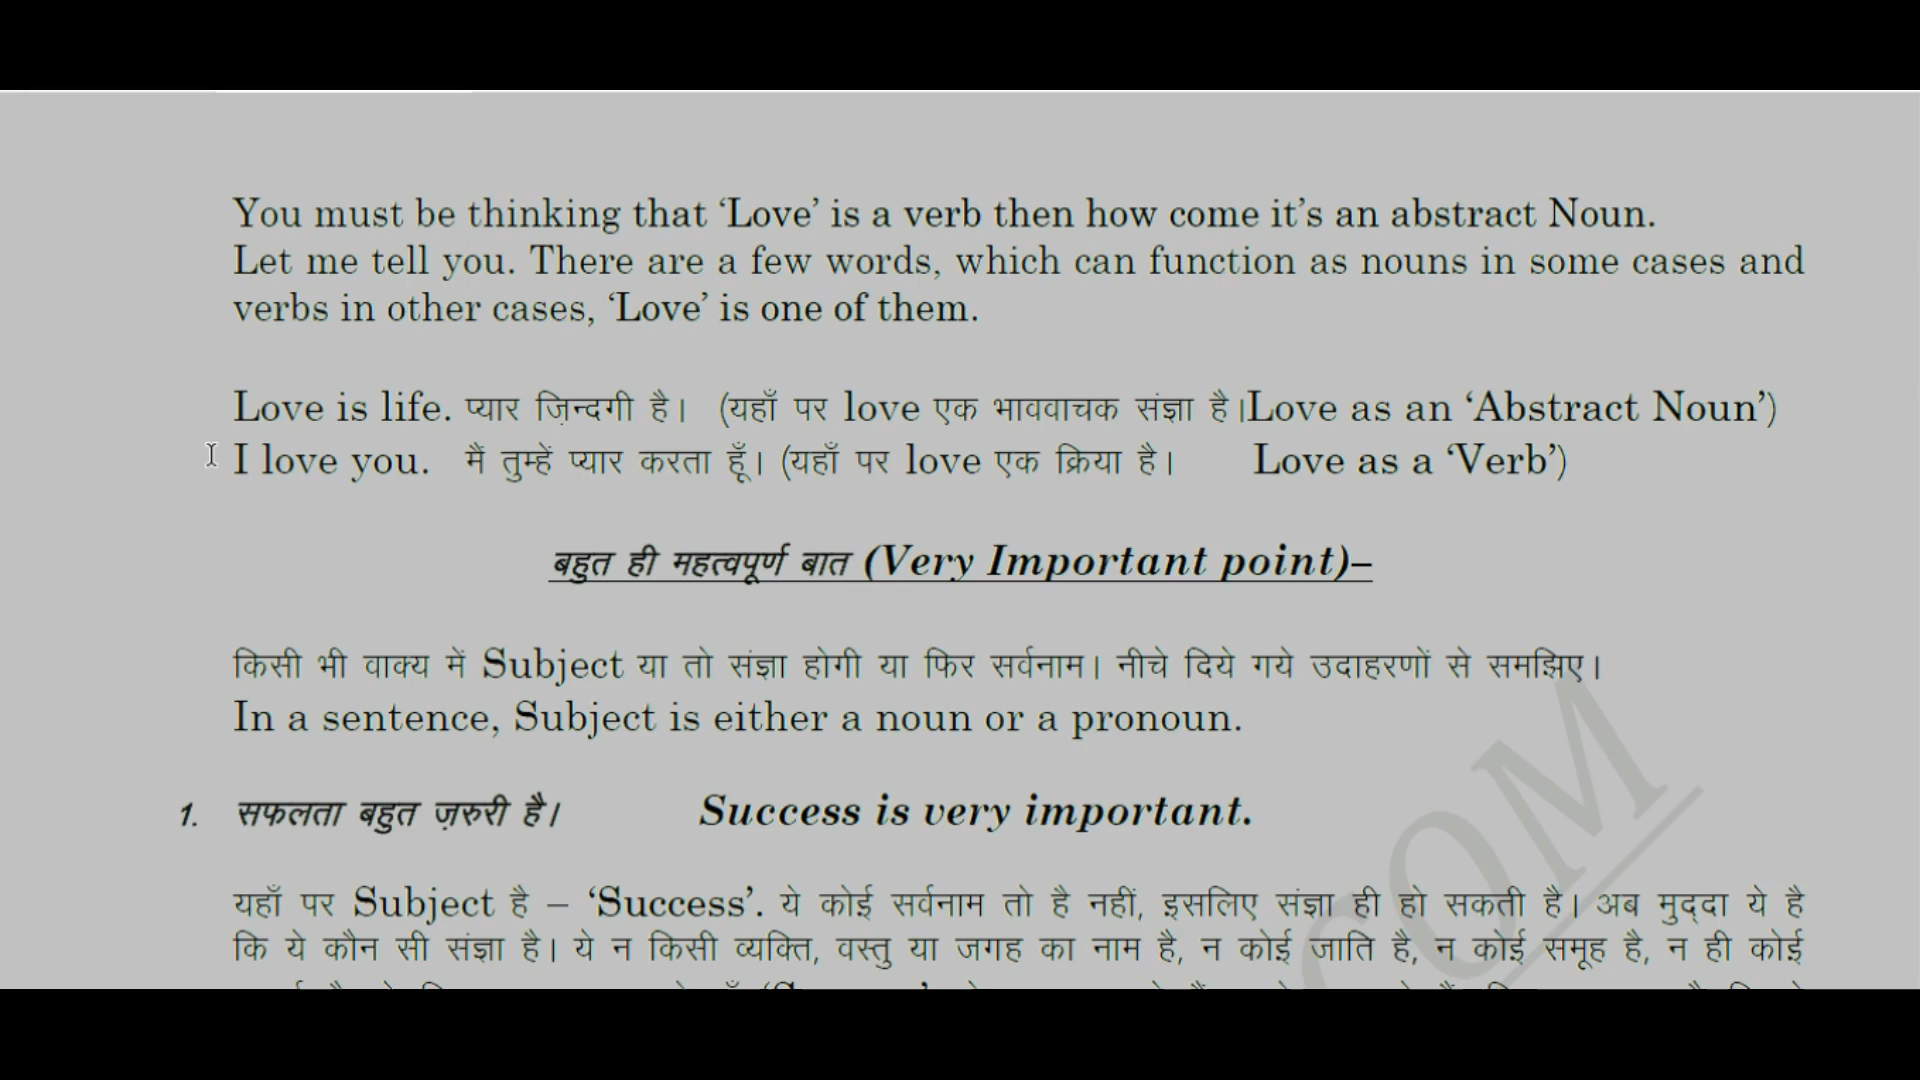 You must be thinking that ‘Love’ is a verb then how come it’s an abstract Noun.
Let me tell you. There are a few words, which can function as nouns in some cases and
verbs in other cases, ‘Love’ is one of them.
Love is life. प्यार ज़िन्दगी है। (यहाँ पर love एक भाववाचक संज्ञा है।Love as an ‘Abstract Noun’)
I love you. मैं तुम्हें प्यार करता हूँ। (यहाँ पर love एक क्रिया है। Love as a ‘Verb’)
बहुत ही महत्वपूर्ण बात (Very Important point)–
किसी भी वाक्य में Subject या तो संज्ञा होगी या फिर सर्वनाम। नीचे दिये गये उदाहरणों से समझिए।
In a sentence, Subject is either a noun or a pronoun.
1. सफलता बहुत ज़रुरी है। Success is very important.
यहाँ पर Subject है – ‘Success’. ये कोई सर्वनाम तो है नहीं, इसलिए संज्ञा ही हो सकती है। अब मुद्दा ये है
कि ये कौन सी संज्ञा है। ये न किसी व्यक्ति, वस्तु या जगह का नाम है, न कोई जाति है, न कोई समूह है, न ही कोई
COM